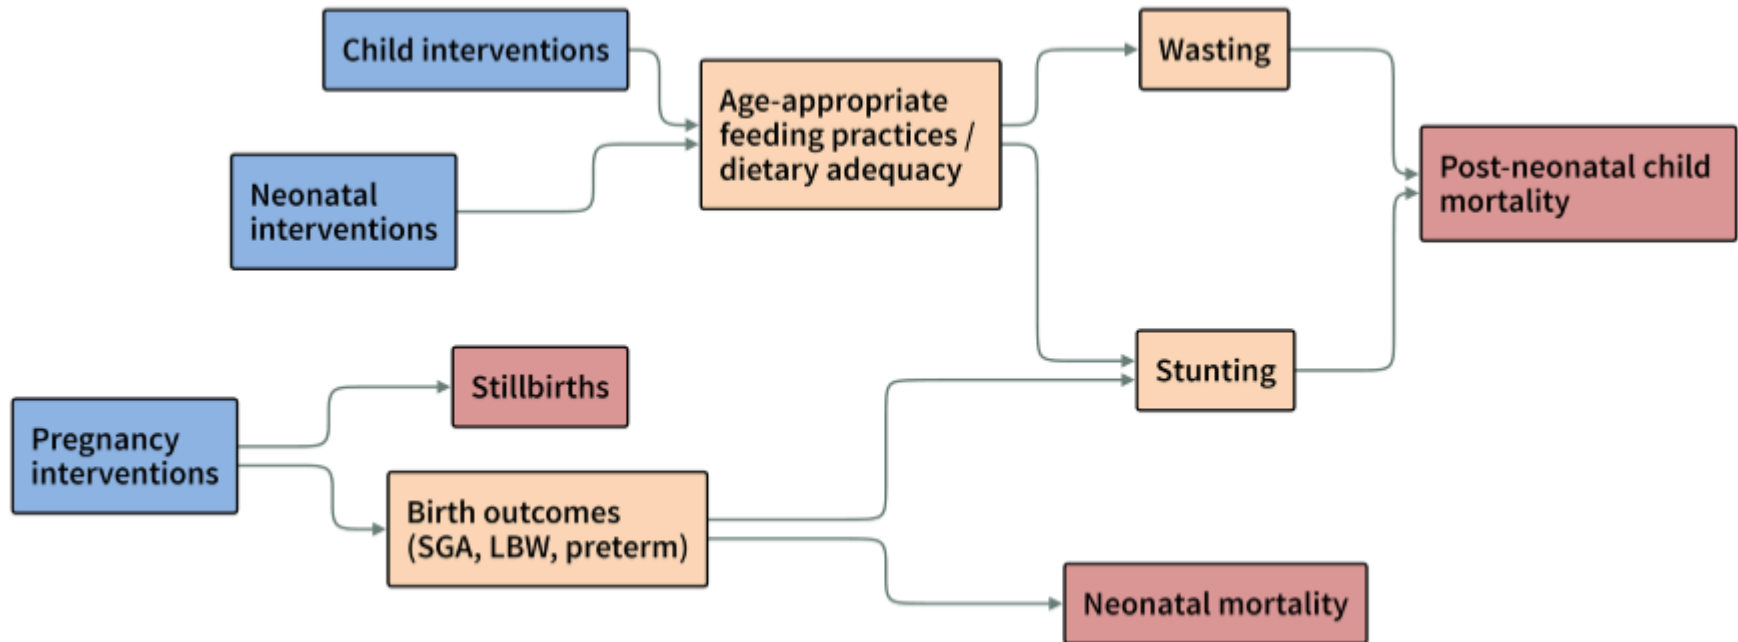 Child interventions
Wasting
Age-appropriate
feeding practices /
dietary adequacy
Post-neonatal child
mortality
Neonatal
interventions
Stunting
Stillbirths
Pregnancy
interventions
Birth outcomes
(SGA, LBW, preterm)
Neonatal mortality